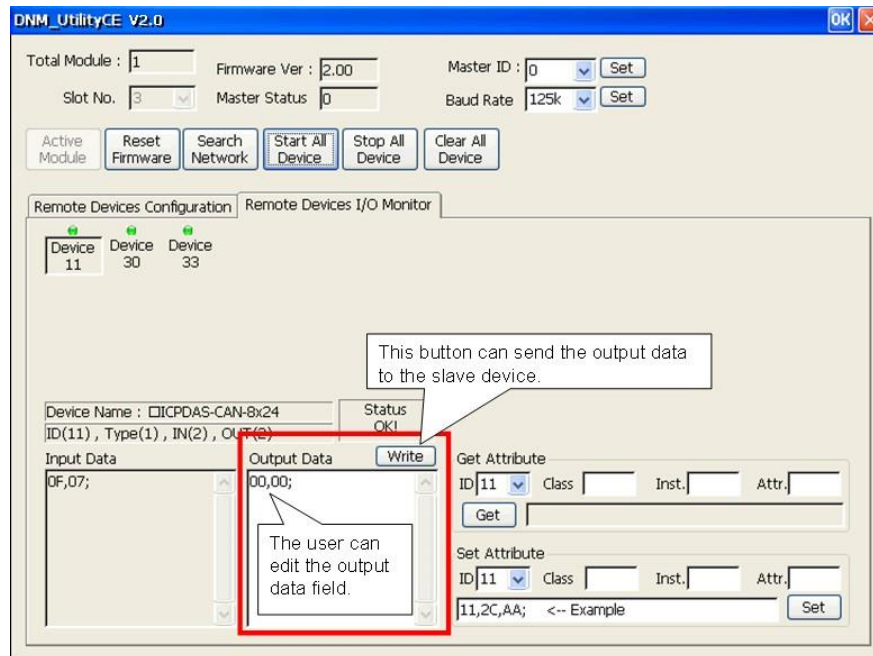 DNM_UtilityCE V2.0 OK
Total Module : 1 Firmware Ver : 2.00 Master ID : 0 Set
Slot No. 3 Master Status 0 Baud Rate 125k Set
Active Module
Reset Firmware
Search Network
Start All Device
Stop All Device
Clear All Device
Remote Devices Configuration Remote Devices I/O Monitor
Device 11
Device 30
Device 33
This button can send the output data
to the slave device.
Device Name : □ICPDAS-CAN-8x24
ID(11) , Type(1) , IN(2) , OUT(2)
Status
OK!
Input Data
0F,07;
Output Data Write
00,00;
The user can
edit the output
data field.
Get Attribute
ID 11 Class Inst. Attr.
Get
Set Attribute
ID 11 Class Inst. Attr.
11,2C,AA; <-- Example Set